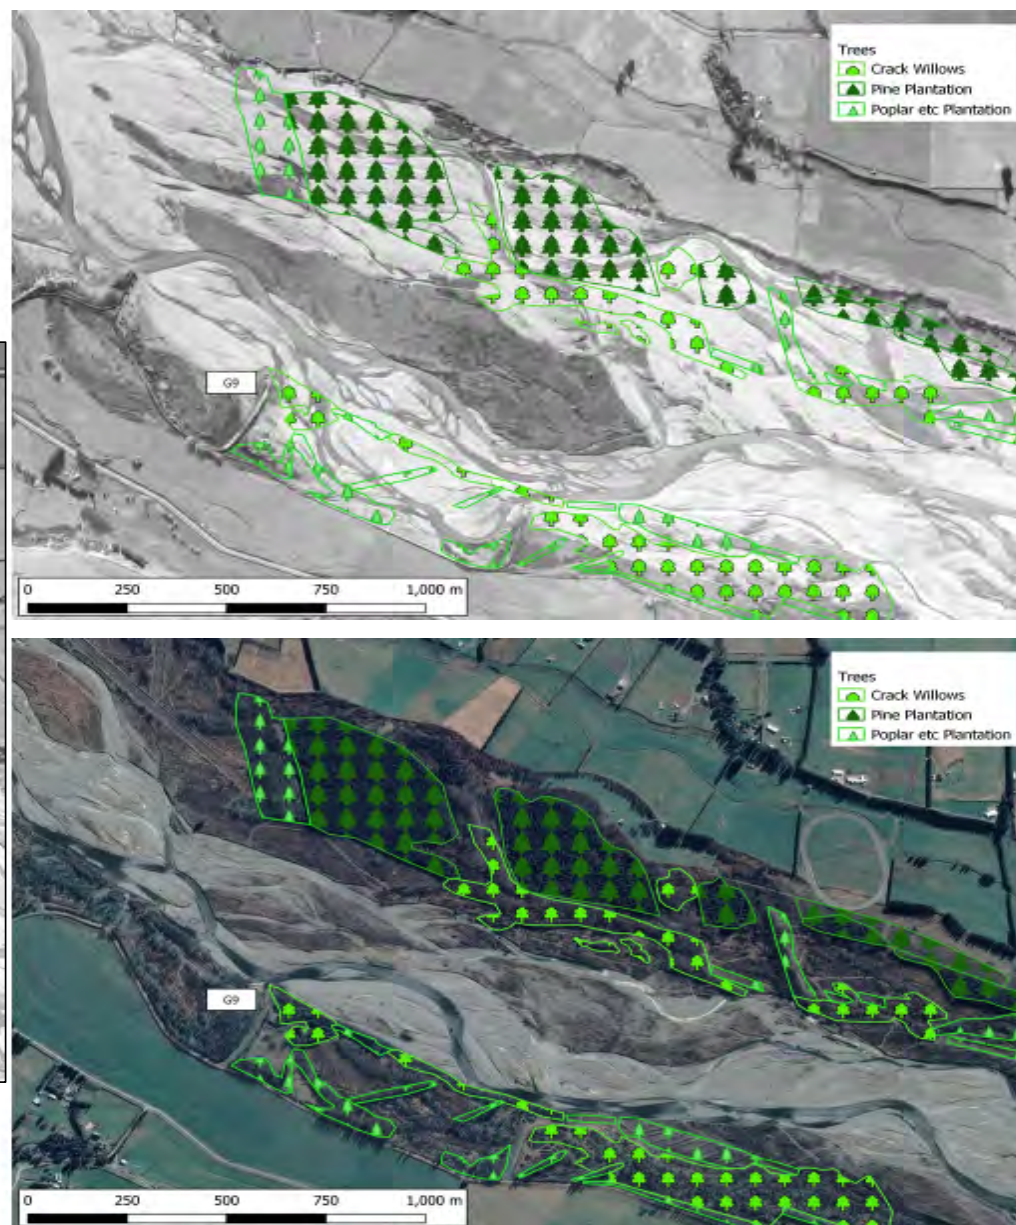 Trees
Crack Willows
Pine Plantation
Poplar etc Plantation
G9
0 250 500 750 1,000 m
Trees
Crack Willows
Pine Plantation
Poplar etc Plantation
G9
0 250 500 750 1,000 m